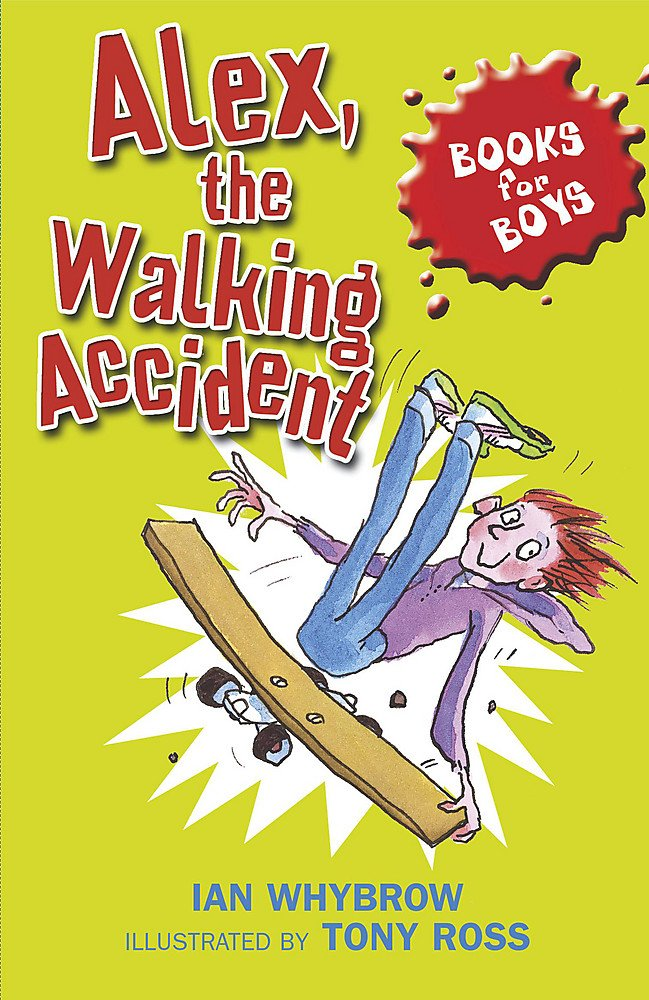 Alex,
the
Walking
Accident
BOOKS
for
BOYS
IAN WHYBROW
ILLUSTRATED BY TONY ROSS